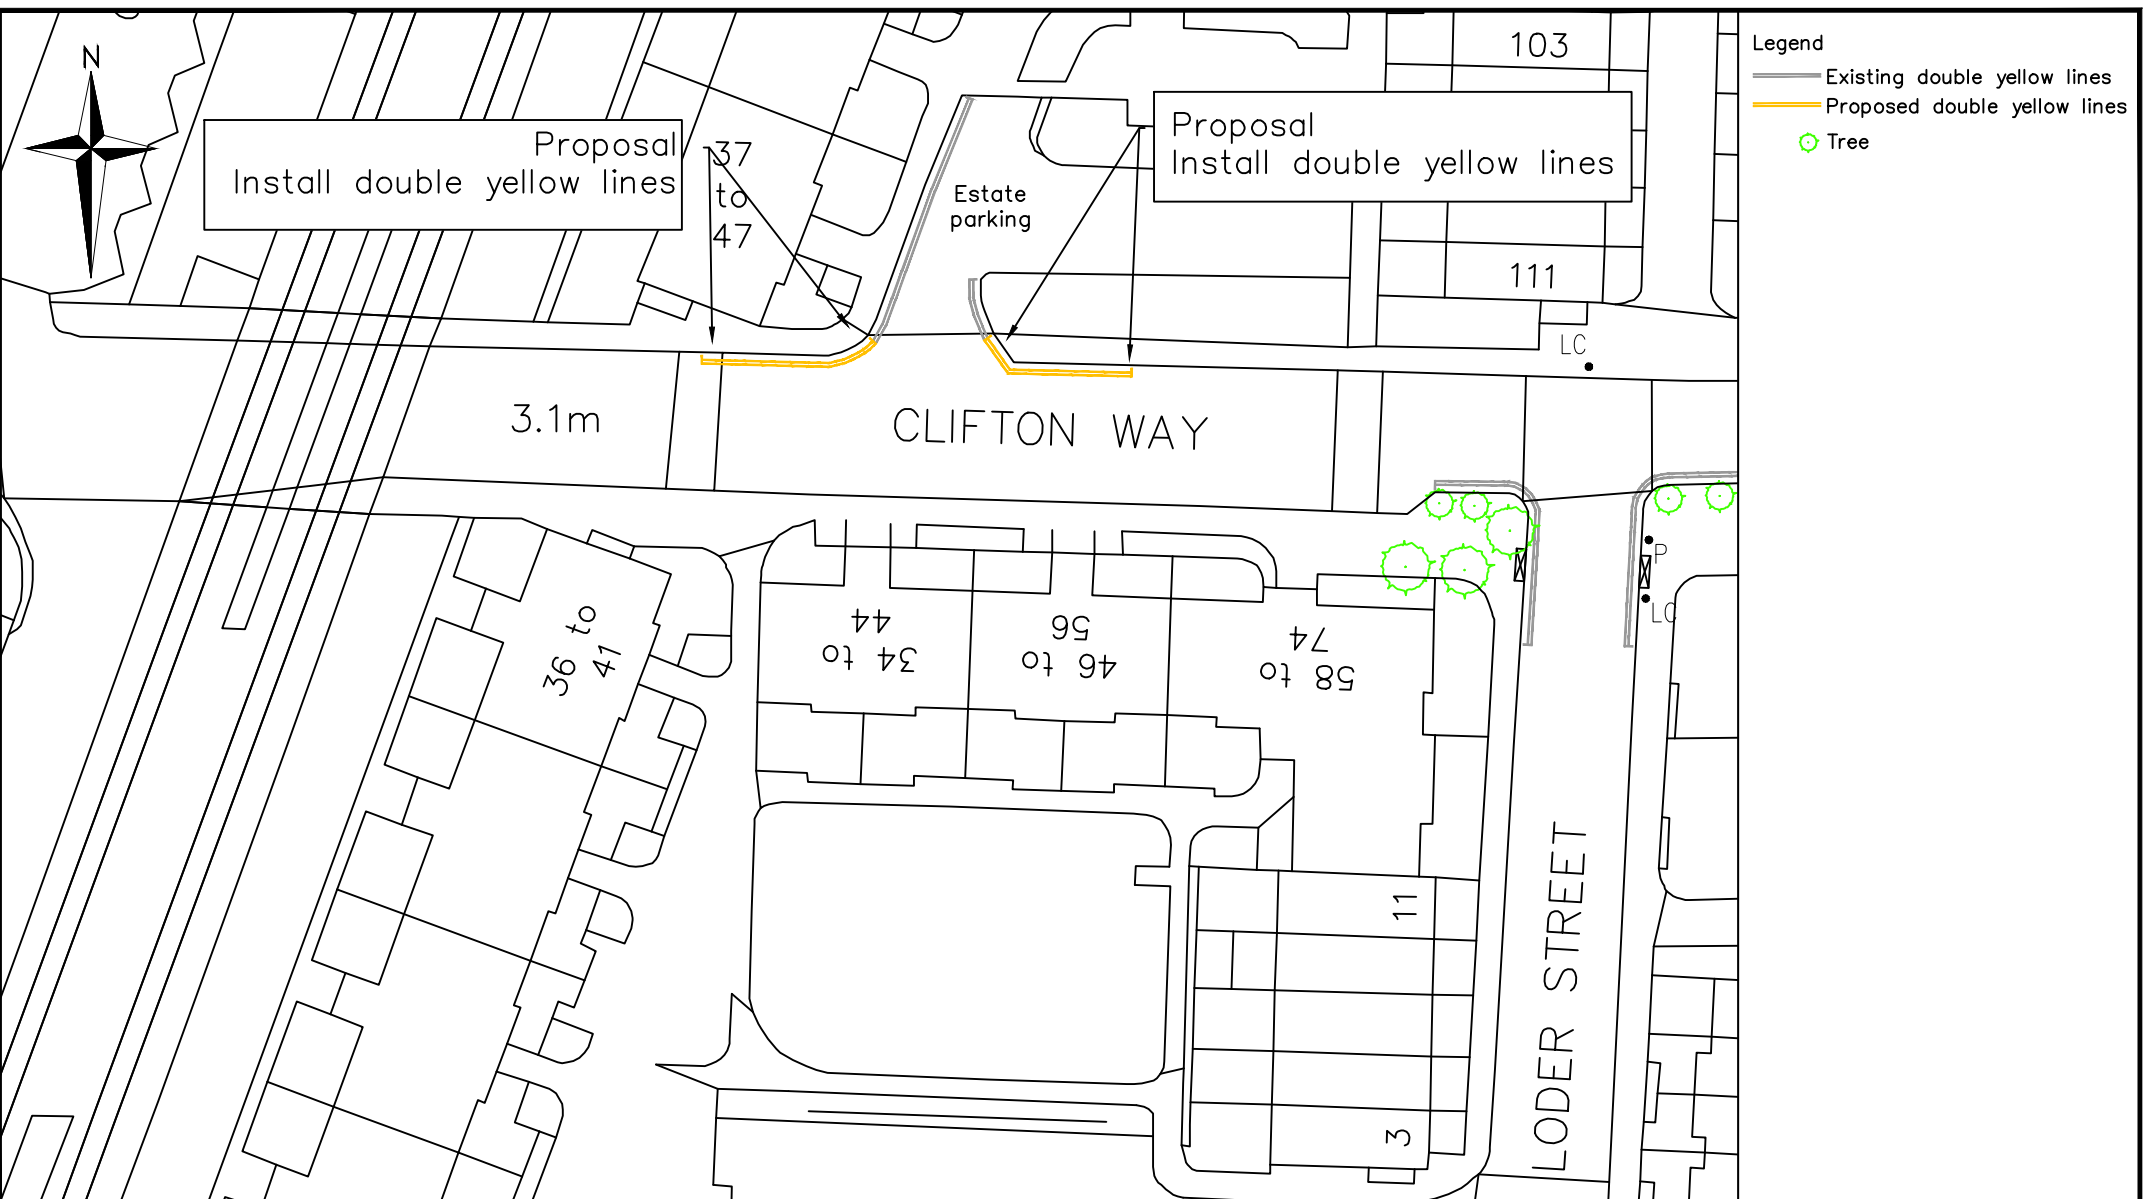 N
Proposal
Install double yellow lines
37
to
47
Estate
parking
Proposal
Install double yellow lines
103
111
LC
Legend
Existing double yellow lines
Proposed double yellow lines
Tree
3.1m
CLIFTON WAY
P
LC
36 to
41
34 to
44
46 to
56
58 to
74
11
3
LODER STREET